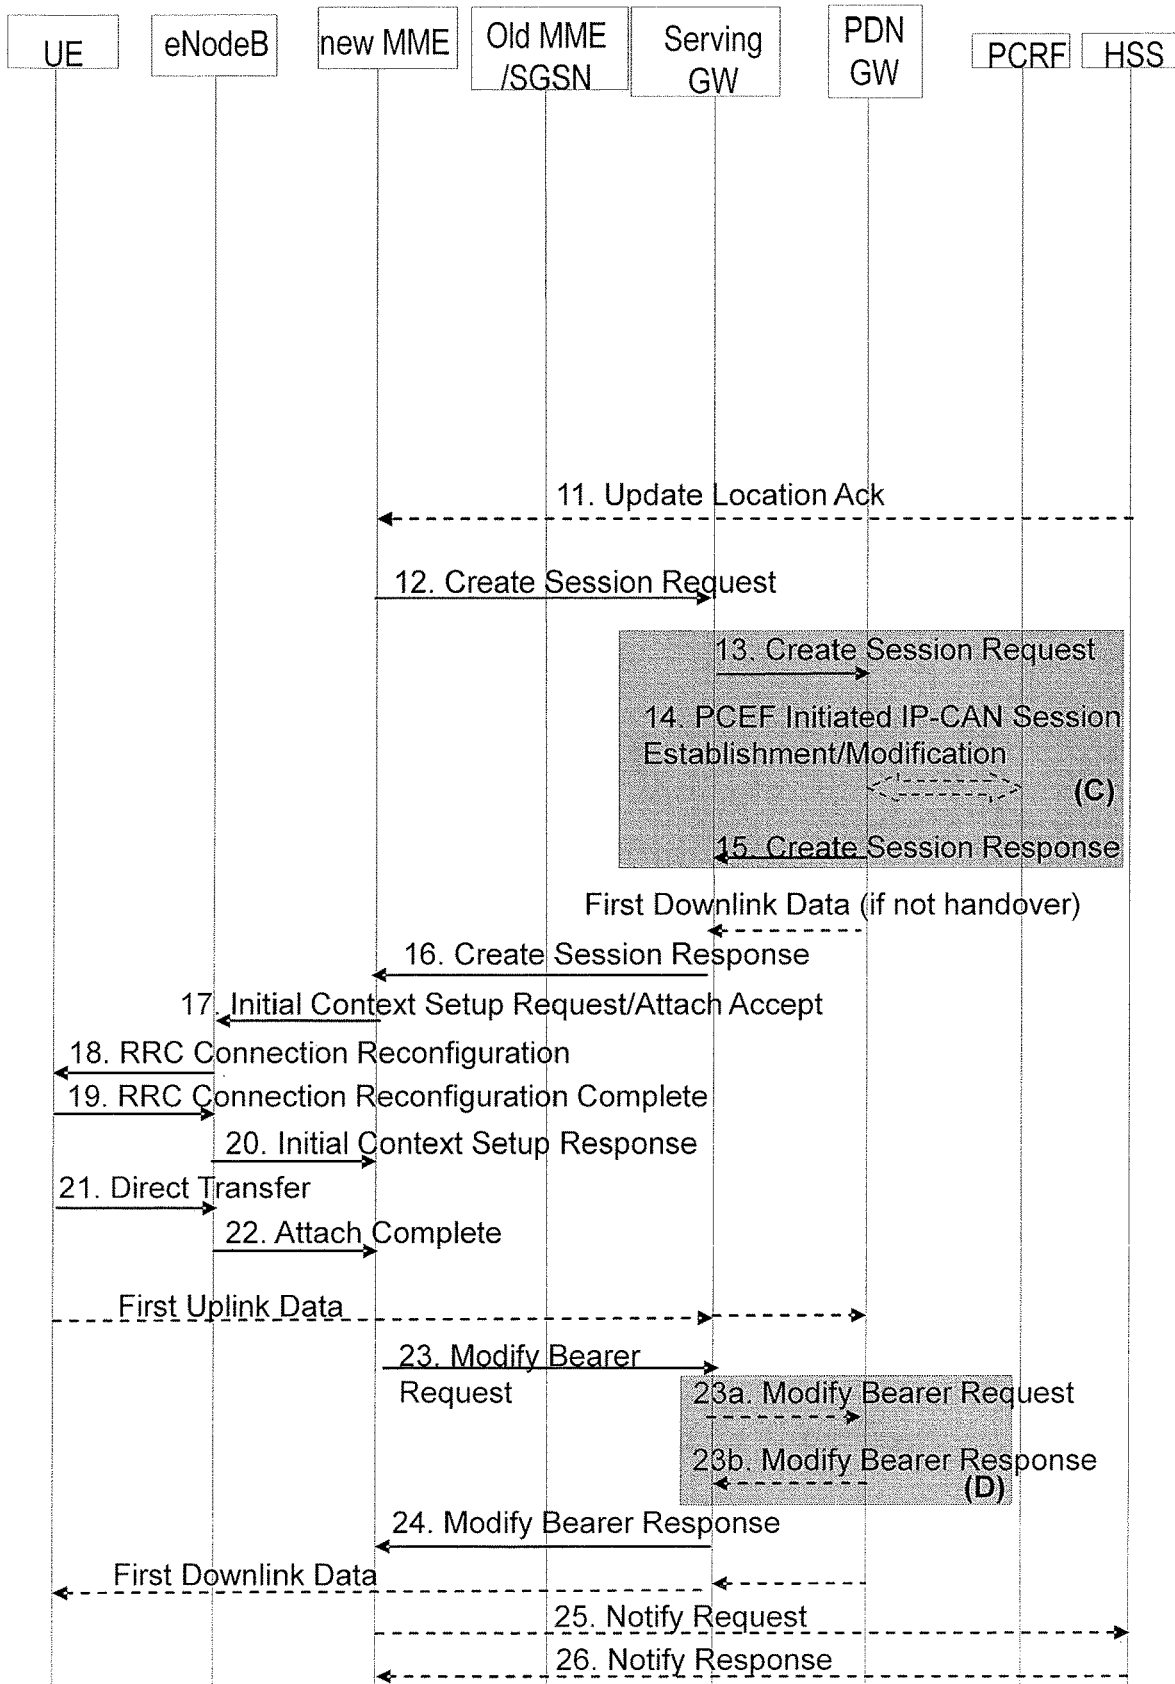 UE
eNodeB
new MME
Old MME
/SGSN
Serving
GW
PDN
GW
PCRF
HSS
11. Update Location Ack
12. Create Session Request
13. Create Session Request
14. PCEF Initiated IP-CAN Session
Establishment/Modification
(C)
15. Create Session Response
First Downlink Data (if not handover)
16. Create Session Response
17. Initial Context Setup Request/Attach Accept
18. RRC Connection Reconfiguration
19. RRC Connection Reconfiguration Complete
20. Initial Context Setup Response
21. Direct Transfer
22. Attach Complete
First Uplink Data
23. Modify Bearer
Request
23a. Modify Bearer Request
23b. Modify Bearer Response
(D)
24. Modify Bearer Response
First Downlink Data
25. Notify Request
26. Notify Response